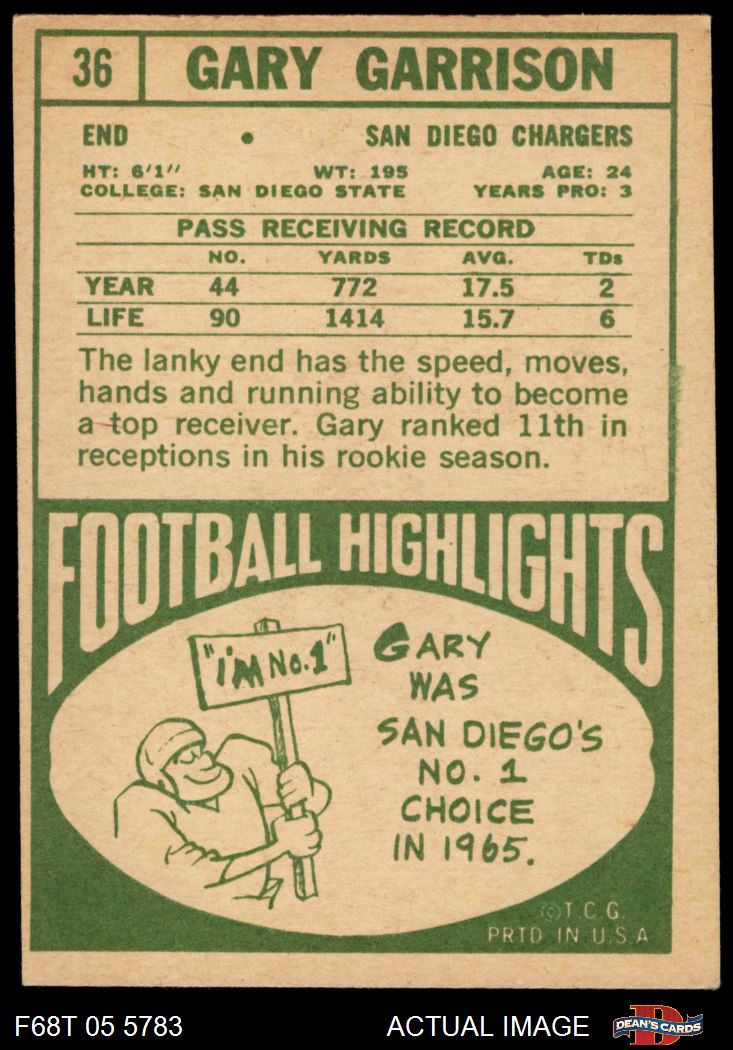 36 GARY GARRISON
END • SAN DIEGO CHARGERS
HT: 6'1" WT: 195 AGE: 24
COLLEGE: SAN DIEGO STATE YEARS PRO: 3
PASS RECEIVING RECORD
NO. YARDS AVG. TDs
YEAR 44 772 17.5 2
LIFE 90 1414 15.7 6
The lanky end has the speed, moves,
hands and running ability to become
a top receiver. Gary ranked 11th in
receptions in his rookie season.
FOOTBALL HIGHLIGHTS
"I'M No.1"
GARY
WAS
SAN DIEGO'S
NO. 1
CHOICE
IN 1965.
©T.C.G.
PRTD IN U.S.A
F68T 05 5783 ACTUAL IMAGE D DEAN'S CARDS